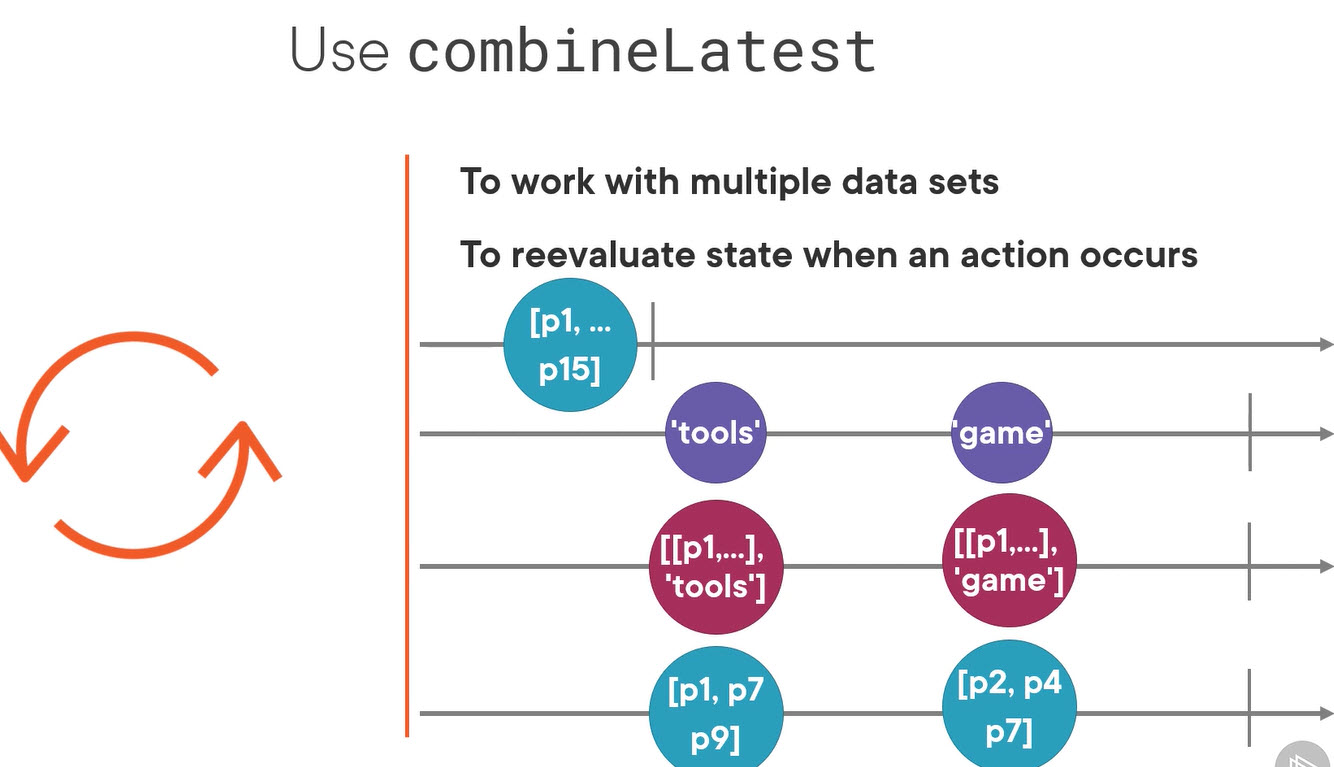 Use combineLatest
To work with multiple data sets
To reevaluate state when an action occurs
[p1, ...
p15]
'tools'
'game'
[[p1,...],
'tools']
[[p1,...],
'game']
[p1, p7
p9]
[p2, p4
p7]